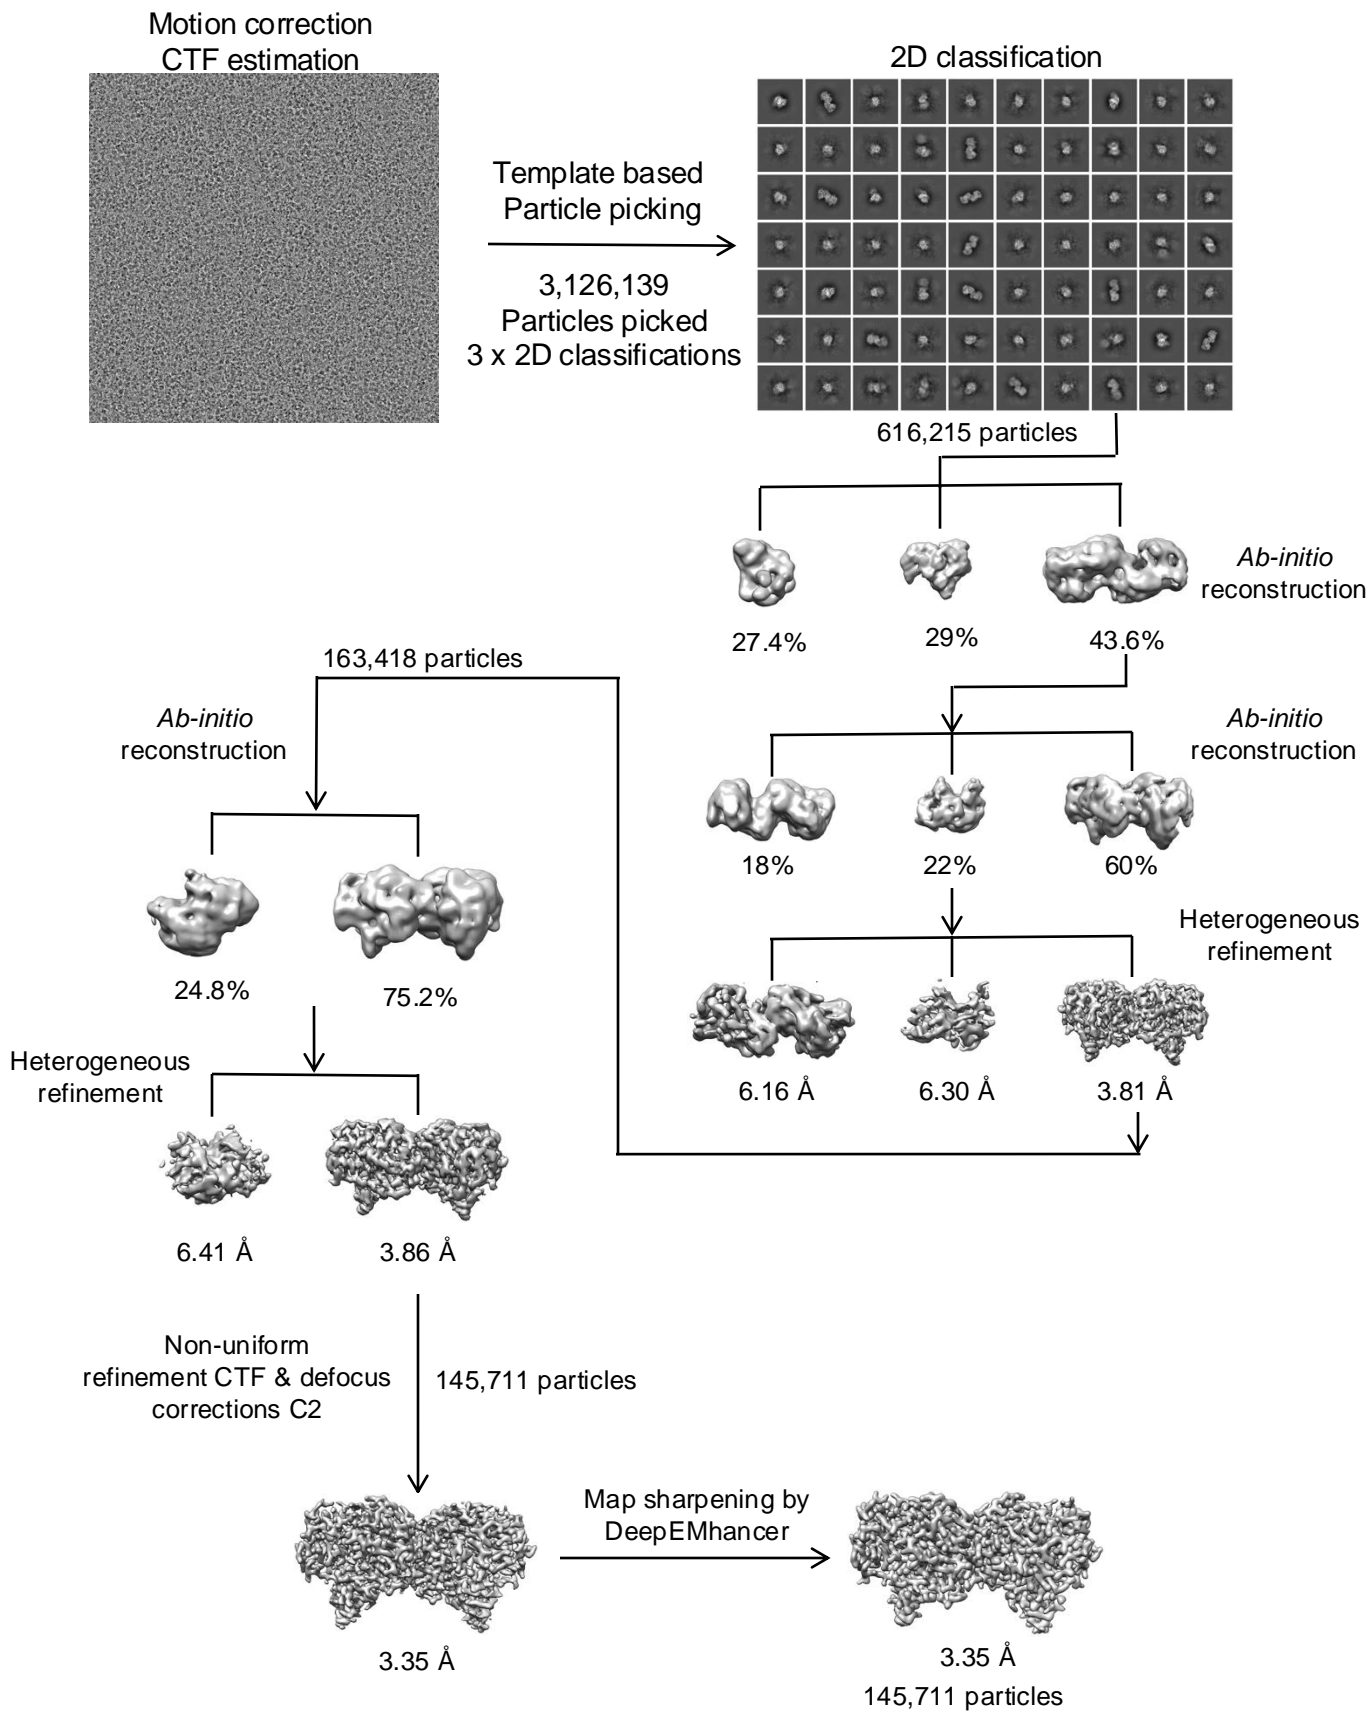 Motion correction
CTF estimation
2D classification
Template based
Particle picking
3,126,139
Particles picked
3 x 2D classifications
616,215 particles
Ab-initio
reconstruction
27.4%
29%
43.6%
163,418 particles
Ab-initio
reconstruction
Ab-initio
reconstruction
18%
22%
60%
24.8%
75.2%
Heterogeneous
refinement
Heterogeneous
refinement
6.16 Å
6.30 Å
3.81 Å
6.41 Å
3.86 Å
Non-uniform
refinement CTF & defocus
corrections C2
145,711 particles
Map sharpening by
DeepEMhancer
3.35 Å
3.35 Å
145,711 particles